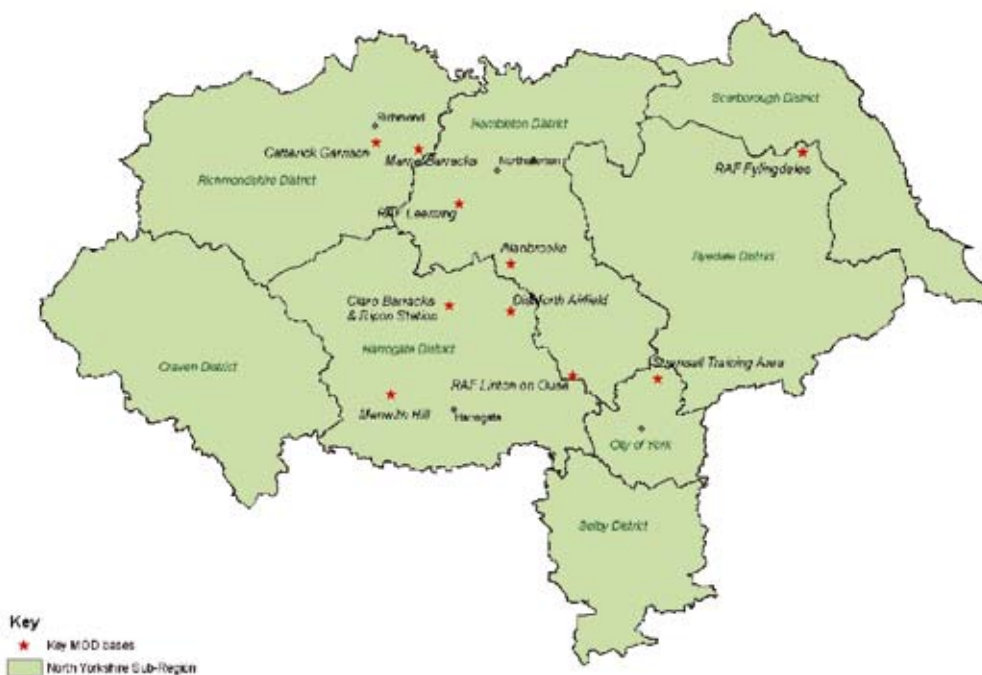 Scarborough District
Richmond
Hambleton District
Catterick Garrison
Marne Barracks
Northallerton
RAF Fylingdales
Richmondshire District
RAF Leeming
Alanbrooke
Ryedale District
Claro Barracks
& Ripon Station
Dishforth Airfield
Harrogate District
Craven District
Strensall Training Area
RAF Linton on Ouse
Menwith Hill
Harrogate
City of York
Selby District
Key
Key MOD bases
North Yorkshire Sub-Region